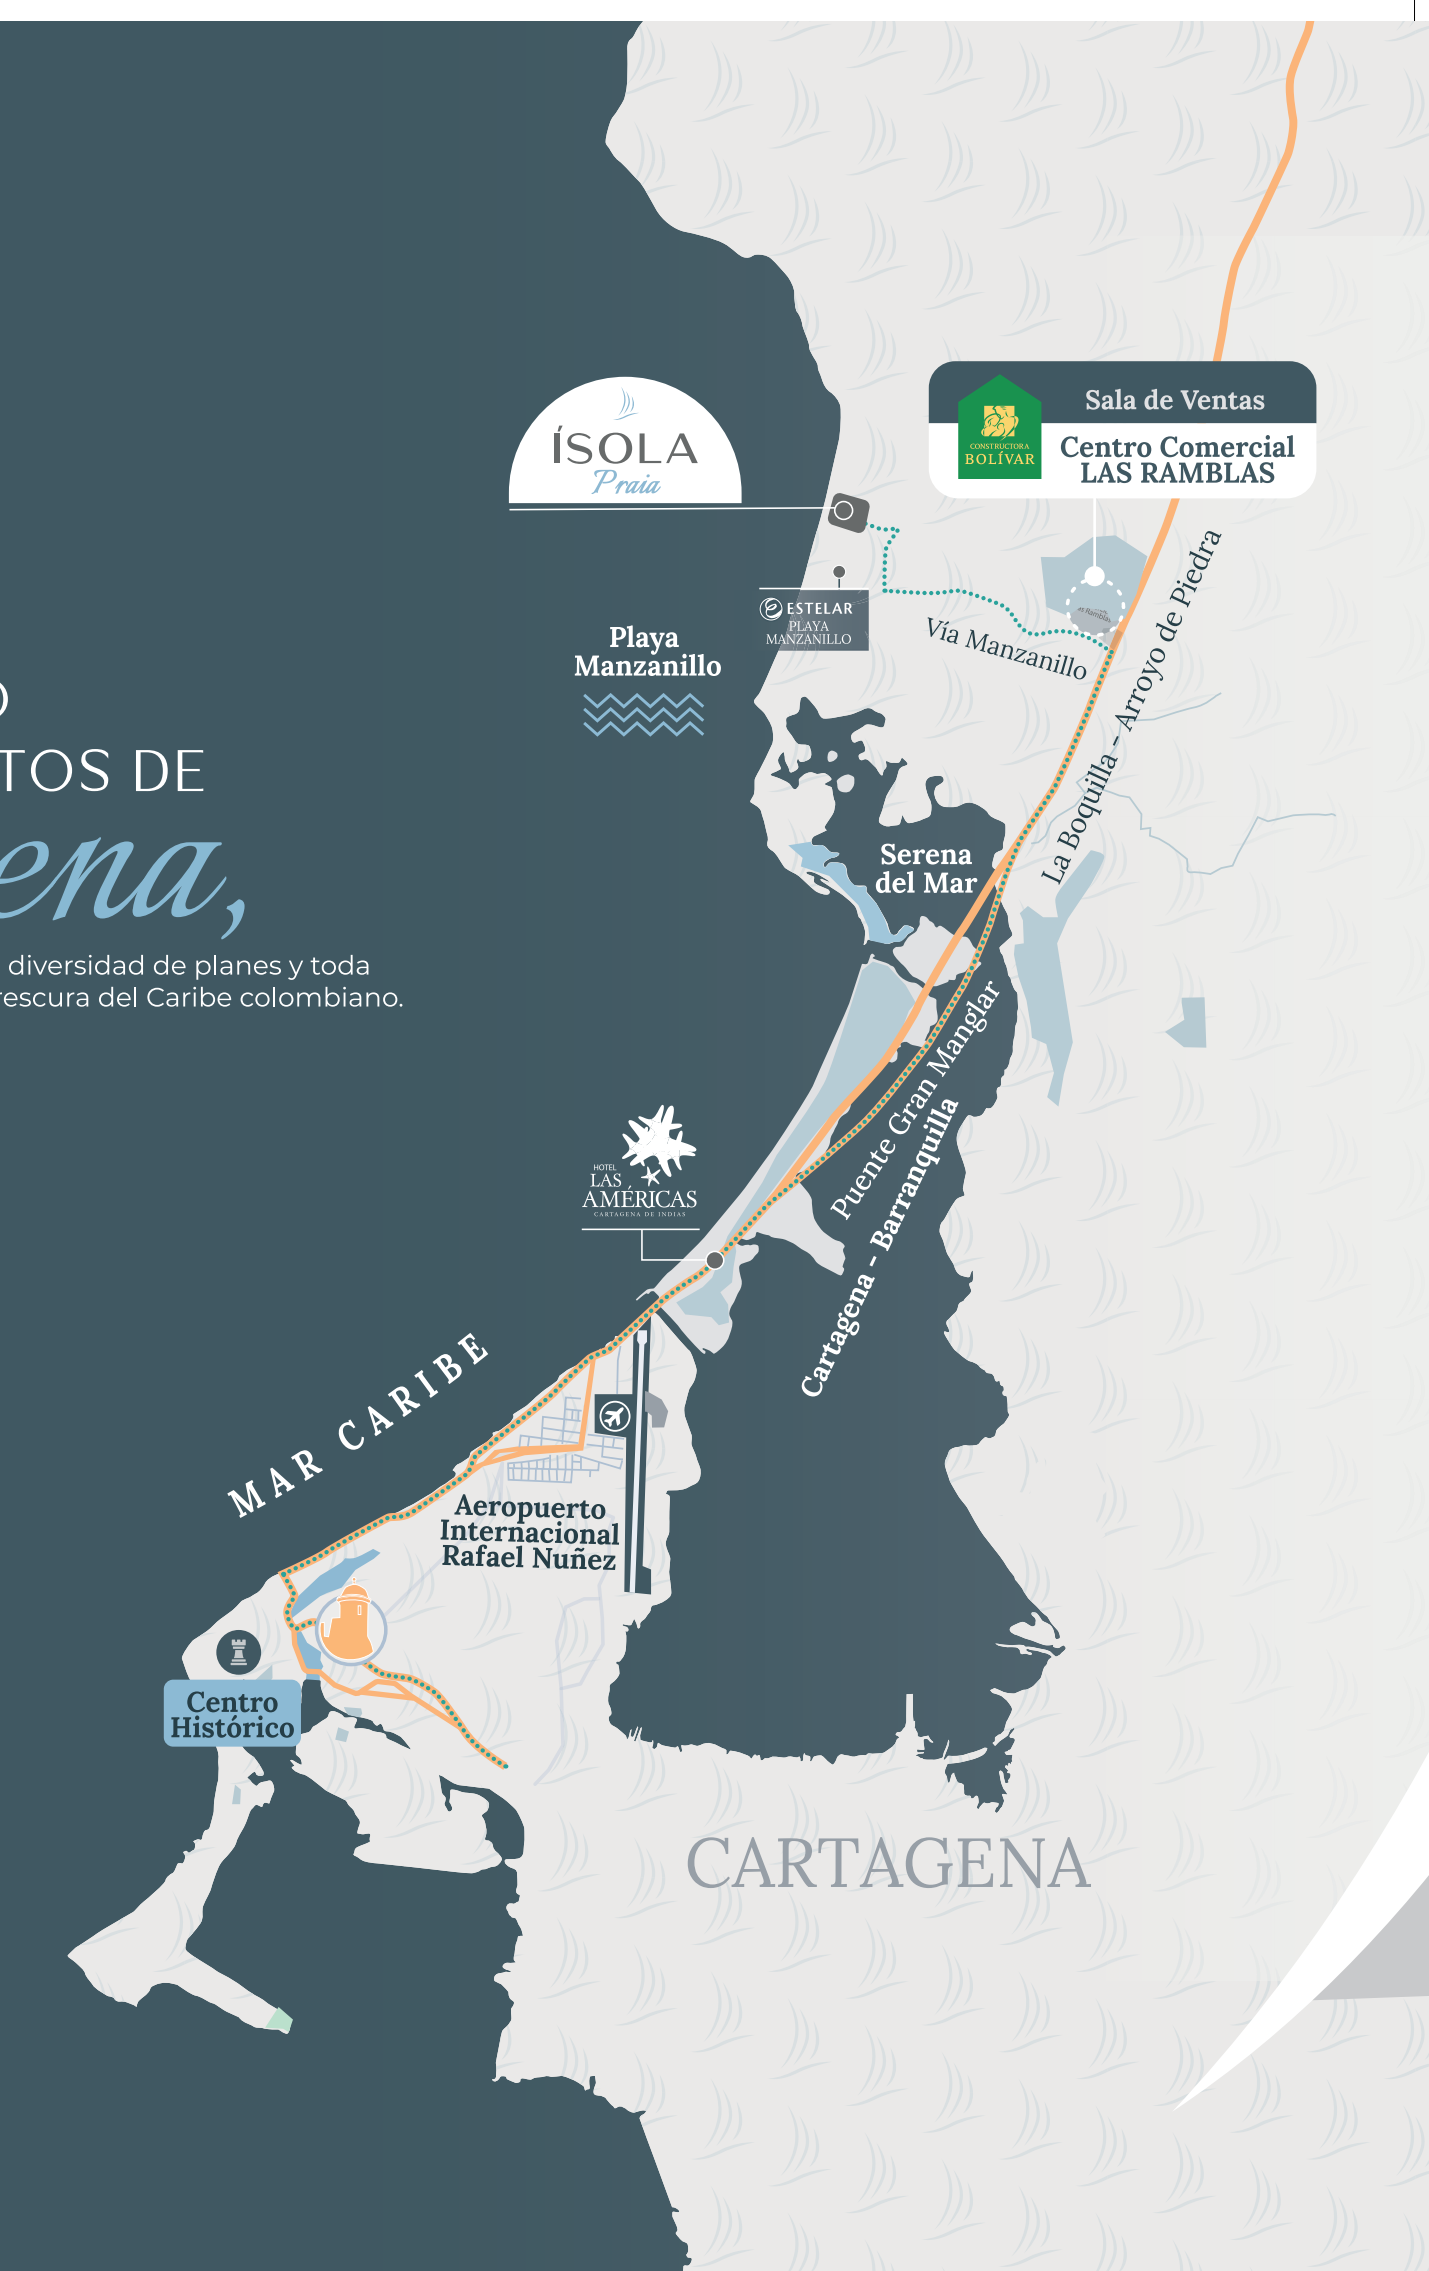 Sala de Ventas
CONSTRUCTORA
BOLÍVAR
Centro Comercial
LAS RAMBLAS
ÍSOLA
Praia
ESTELAR
PLAYA
MANZANILLO
Playa
Manzanillo
Vía Manzanillo
as Ramblas
La Boquilla - Arroyo de Piedra
O
TOS DE
ena,
diversidad de planes y toda
rescura del Caribe colombiano.
Serena
del Mar
Puente Gran Manglar
Cartagena - Barranquilla
HOTEL
LAS
AMÉRICAS
CARTAGENA DE INDIAS
MAR CARIBE
Aeropuerto
Internacional
Rafael Nuñez
Centro
Histórico
CARTAGENA